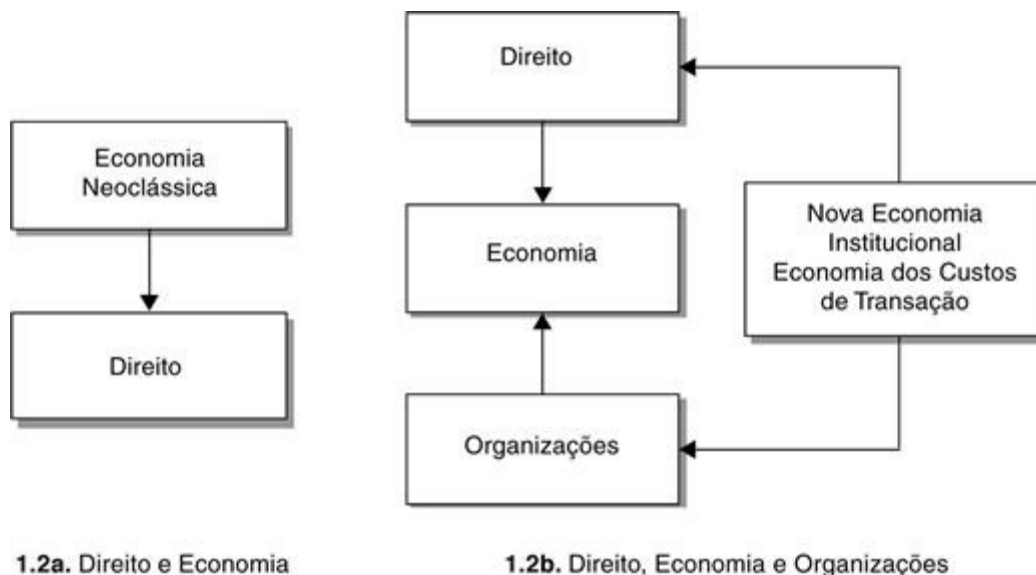 Economia
Neoclássica
Direito
1.2a. Direito e Economia
Direito
Economia
Organizações
Nova Economia
Institucional
Economia dos Custos
de Transação
1.2b. Direito, Economia e Organizações